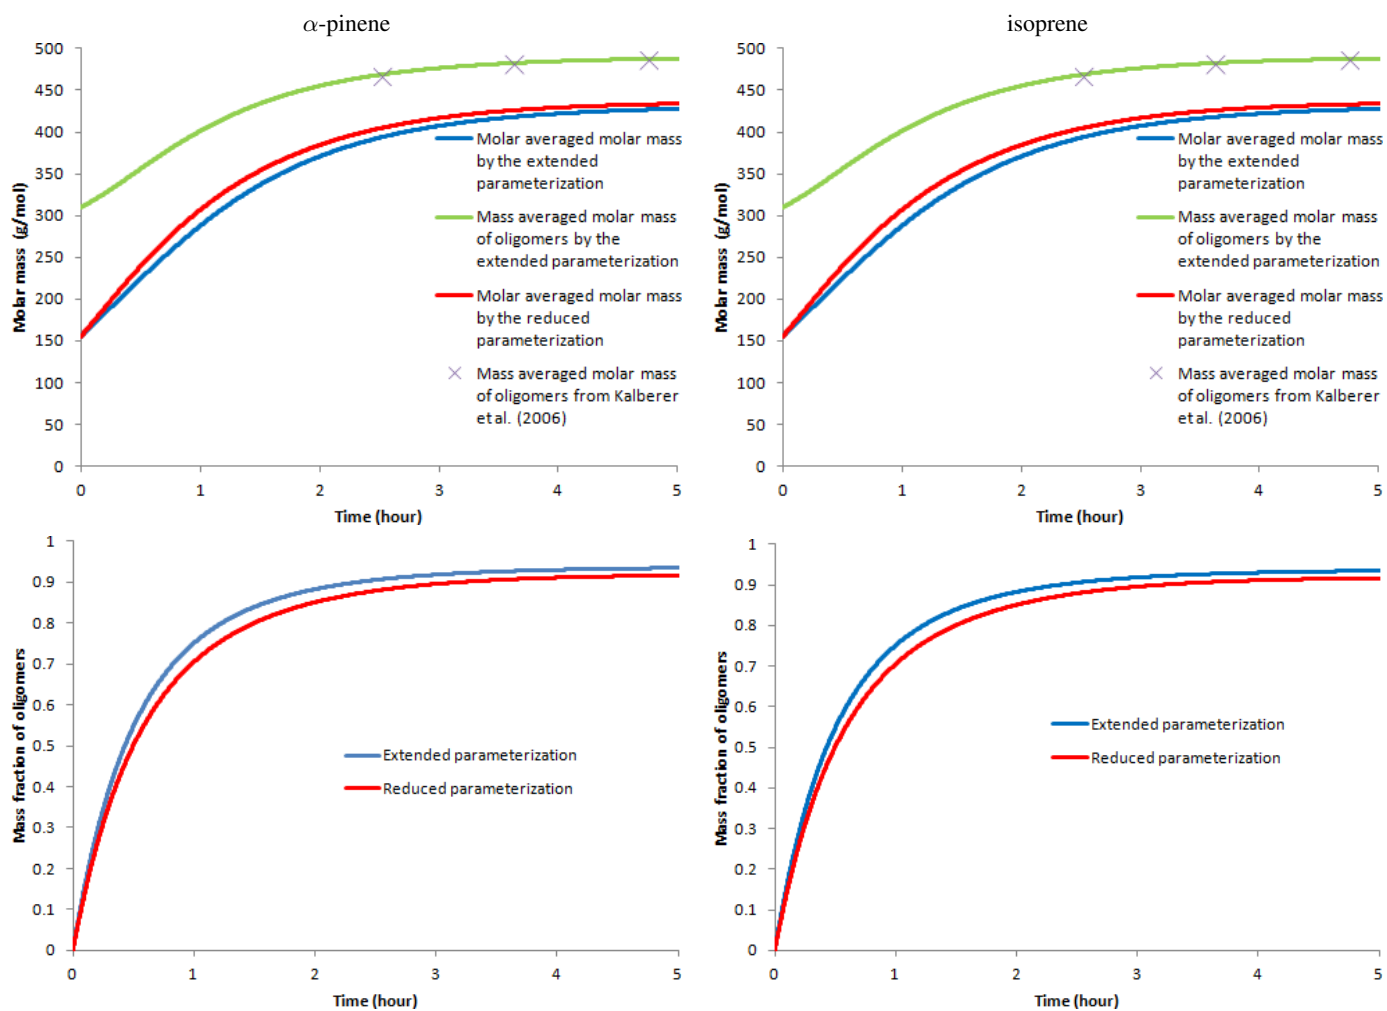 α-pinene
500
450
400
350
300
250
200
150
100
50
0
Molar mass (g/mol)
Molar averaged molar mass
by the extended
parameterization
Mass averaged molar mass
of oligomers by the
extended parameterization
Molar averaged molar mass
by the reduced
parameterization
Mass averaged molar mass
of oligomers from Kalberer
et al. (2006)
0 1 2 3 4 5
Time (hour)
isoprene
500
450
400
350
300
250
200
150
100
50
0
Molar mass (g/mol)
Molar averaged molar mass
by the extended
parameterization
Mass averaged molar mass
of oligomers by the
extended parameterization
Molar averaged molar mass
by the reduced
parameterization
Mass averaged molar mass
of oligomers from Kalberer
et al. (2006)
0 1 2 3 4 5
Time (hour)
1
0.9
0.8
0.7
0.6
0.5
0.4
0.3
0.2
0.1
0
Mass fraction of oligomers
Extended parameterization
Reduced parameterization
0 1 2 3 4 5
Time (hour)
1
0.9
0.8
0.7
0.6
0.5
0.4
0.3
0.2
0.1
0
Mass fraction of oligomers
Extended parameterization
Reduced parameterization
0 1 2 3 4 5
Time (hour)